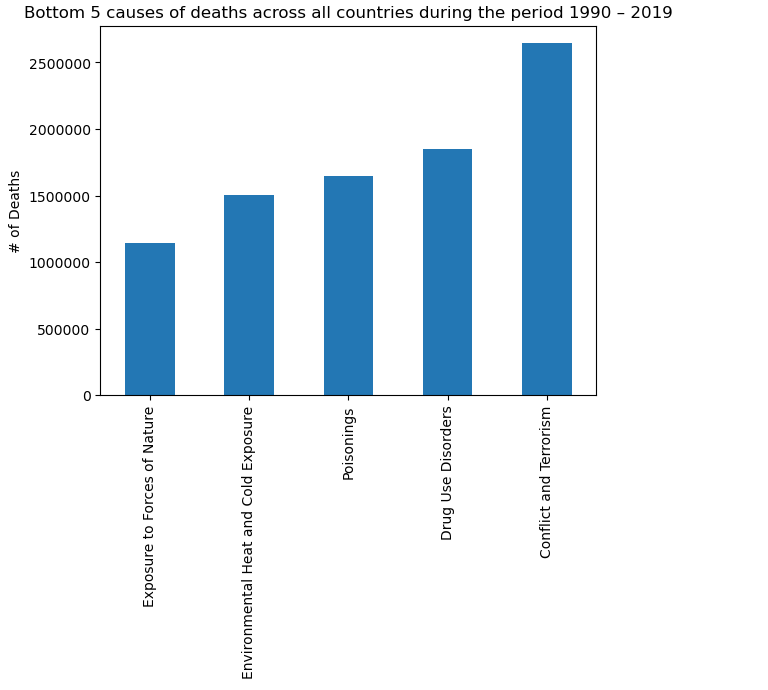 Bottom 5 causes of deaths across all countries during the period 1990 – 2019
# of Deaths
2500000
2000000
1500000
1000000
500000
0
Exposure to Forces of Nature
Environmental Heat and Cold Exposure
Poisonings
Drug Use Disorders
Conflict and Terrorism